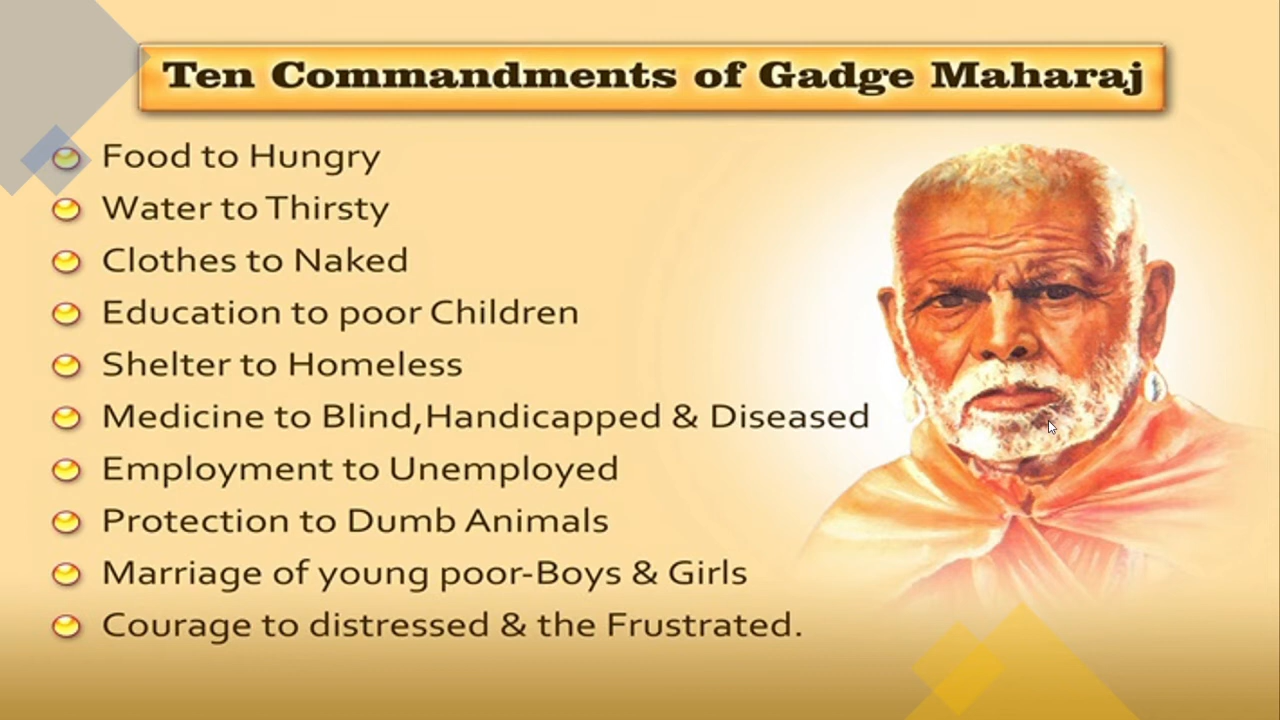 Ten Commandments of Gadge Maharaj
Food to Hungry
Water to Thirsty
Clothes to Naked
Education to poor Children
Shelter to Homeless
Medicine to Blind,Handicapped & Diseased
Employment to Unemployed
Protection to Dumb Animals
Marriage of young poor-Boys & Girls
Courage to distressed & the Frustrated.